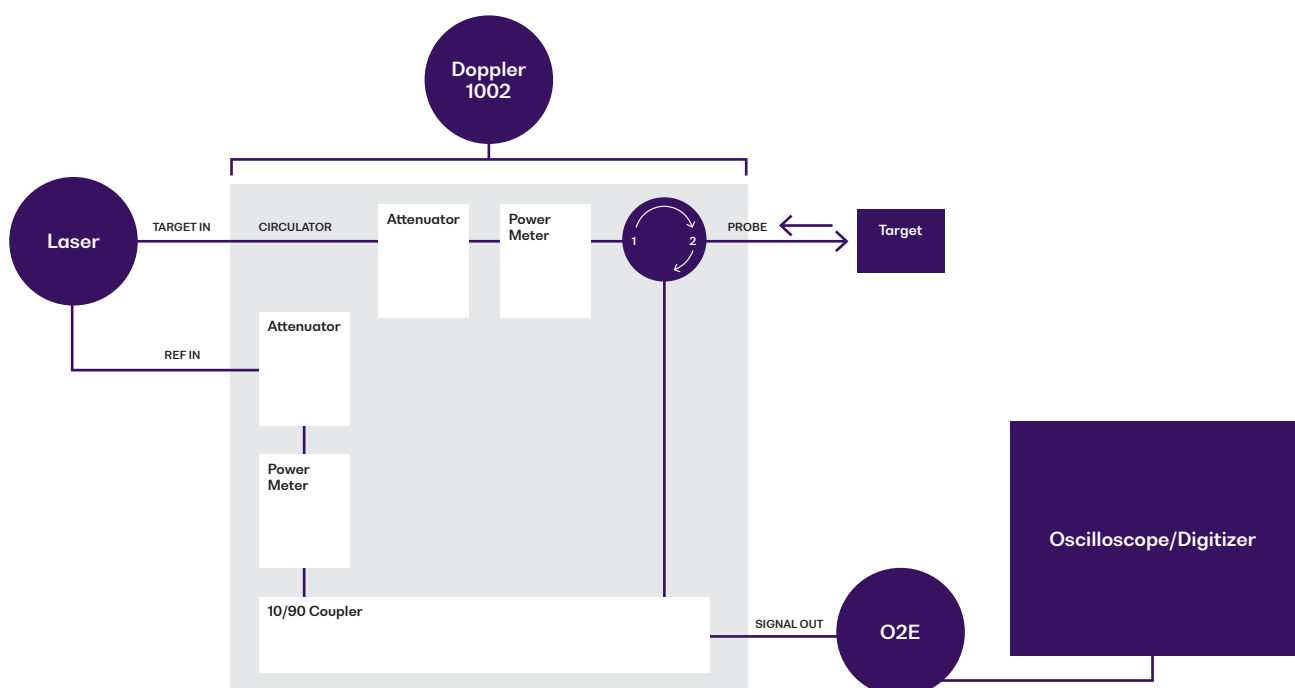 Doppler
1002
Laser
TARGET IN
CIRCULATOR
Attenuator
Power
Meter
1
2
PROBE
Target
Attenuator
REF IN
Power
Meter
10/90 Coupler
SIGNAL OUT
O2E
Oscilloscope/Digitizer